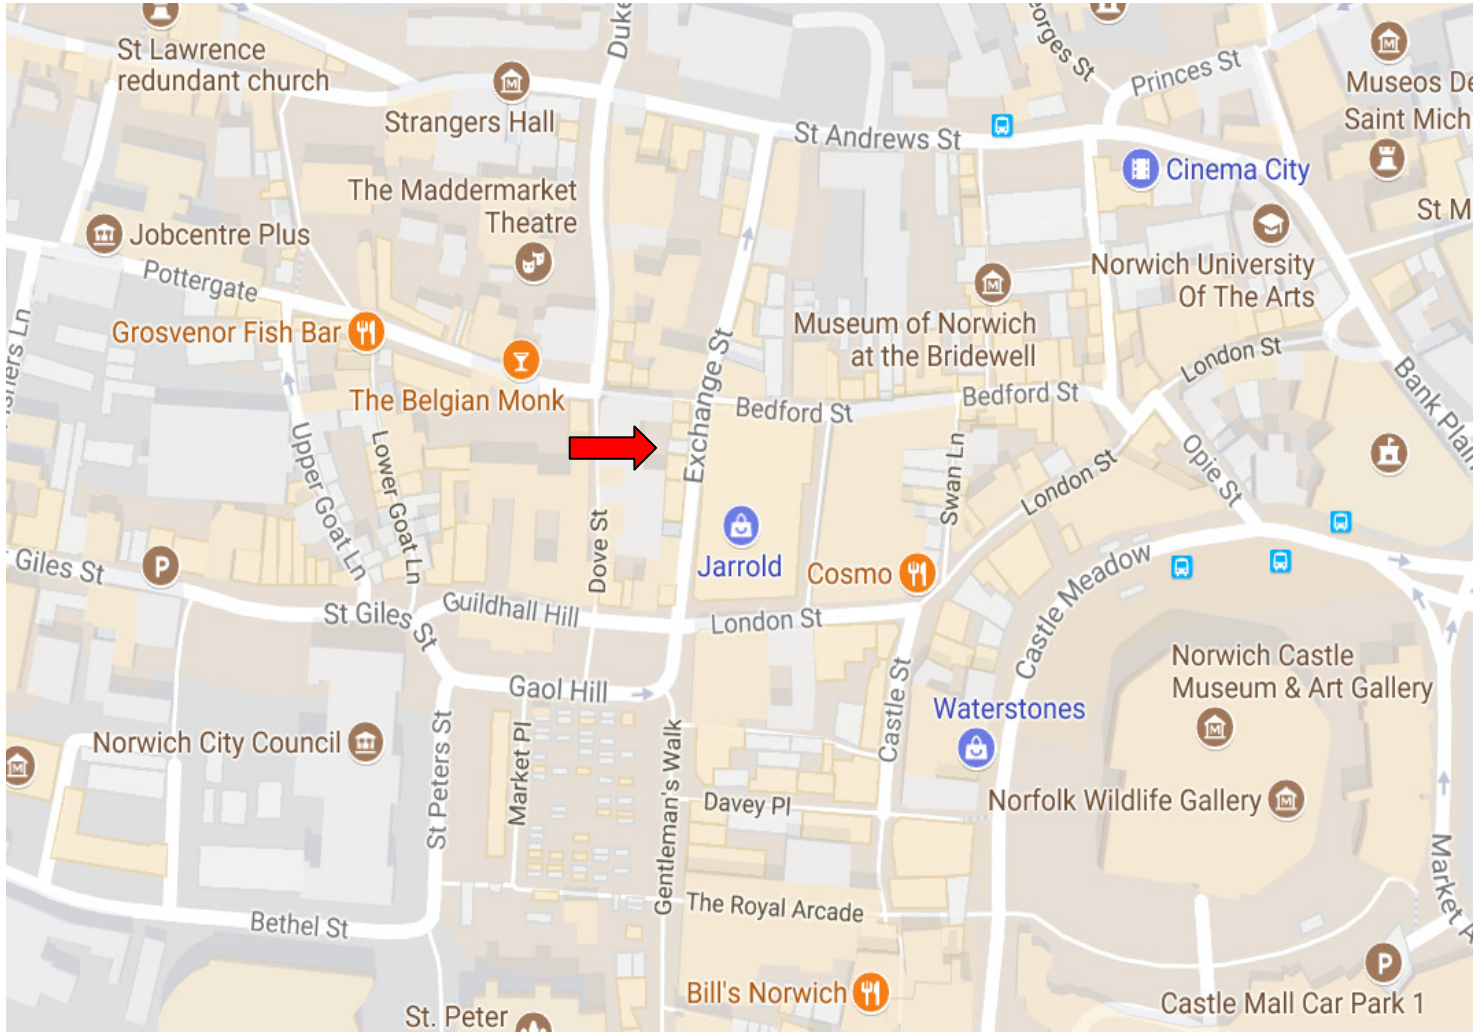 Duke
St Lawrence
redundant church
Georges St
Princes St
Museos De
Saint Mich
Strangers Hall
St Andrews St
Cinema City
The Maddermarket
Theatre
St M
Jobcentre Plus
Pottergate
Norwich University
Of The Arts
Grosvenor Fish Bar
Museum of Norwich
at the Bridewell
London St
Exchange St
Bank Plain
The Belgian Monk
Bedford St
Bedford St
Upper Goat Ln
Lower Goat Ln
Swan Ln
London St
Opie St
Dove St
Jarrold
Cosmo
Castle Meadow
Giles St
P
St Giles St
Guildhall Hill
London St
Norwich Castle
Museum & Art Gallery
Gaol Hill
Castle St
Waterstones
Norwich City Council
St Peters St
Market Pl
Gentleman's Walk
Davey Pl
Norfolk Wildlife Gallery
Market A
The Royal Arcade
Bethel St
P
Bill's Norwich
Castle Mall Car Park 1
St. Peter